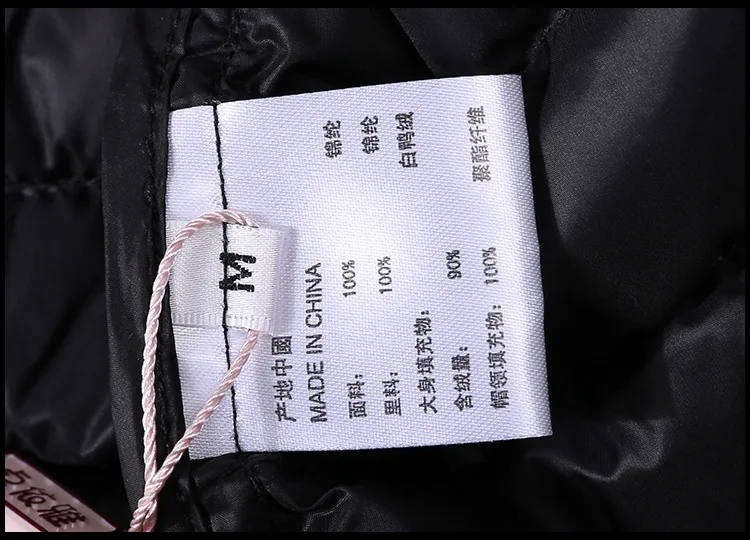 M
产地中國
MADE IN CHINA
面料： 100% 锦纶
里料： 100% 锦纶
大身填充物： 白鸭绒
含绒量： 90%
帽领填充物： 100% 聚酯纤维